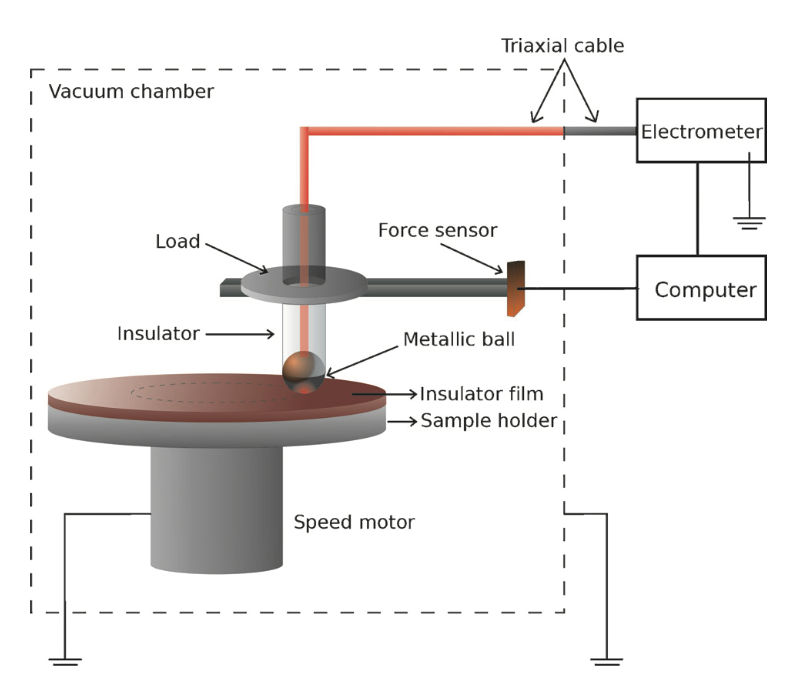 Triaxial cable
Vacuum chamber
Electrometer
Force sensor
Load
Computer
Insulator
Metallic ball
Insulator film
Sample holder
Speed motor